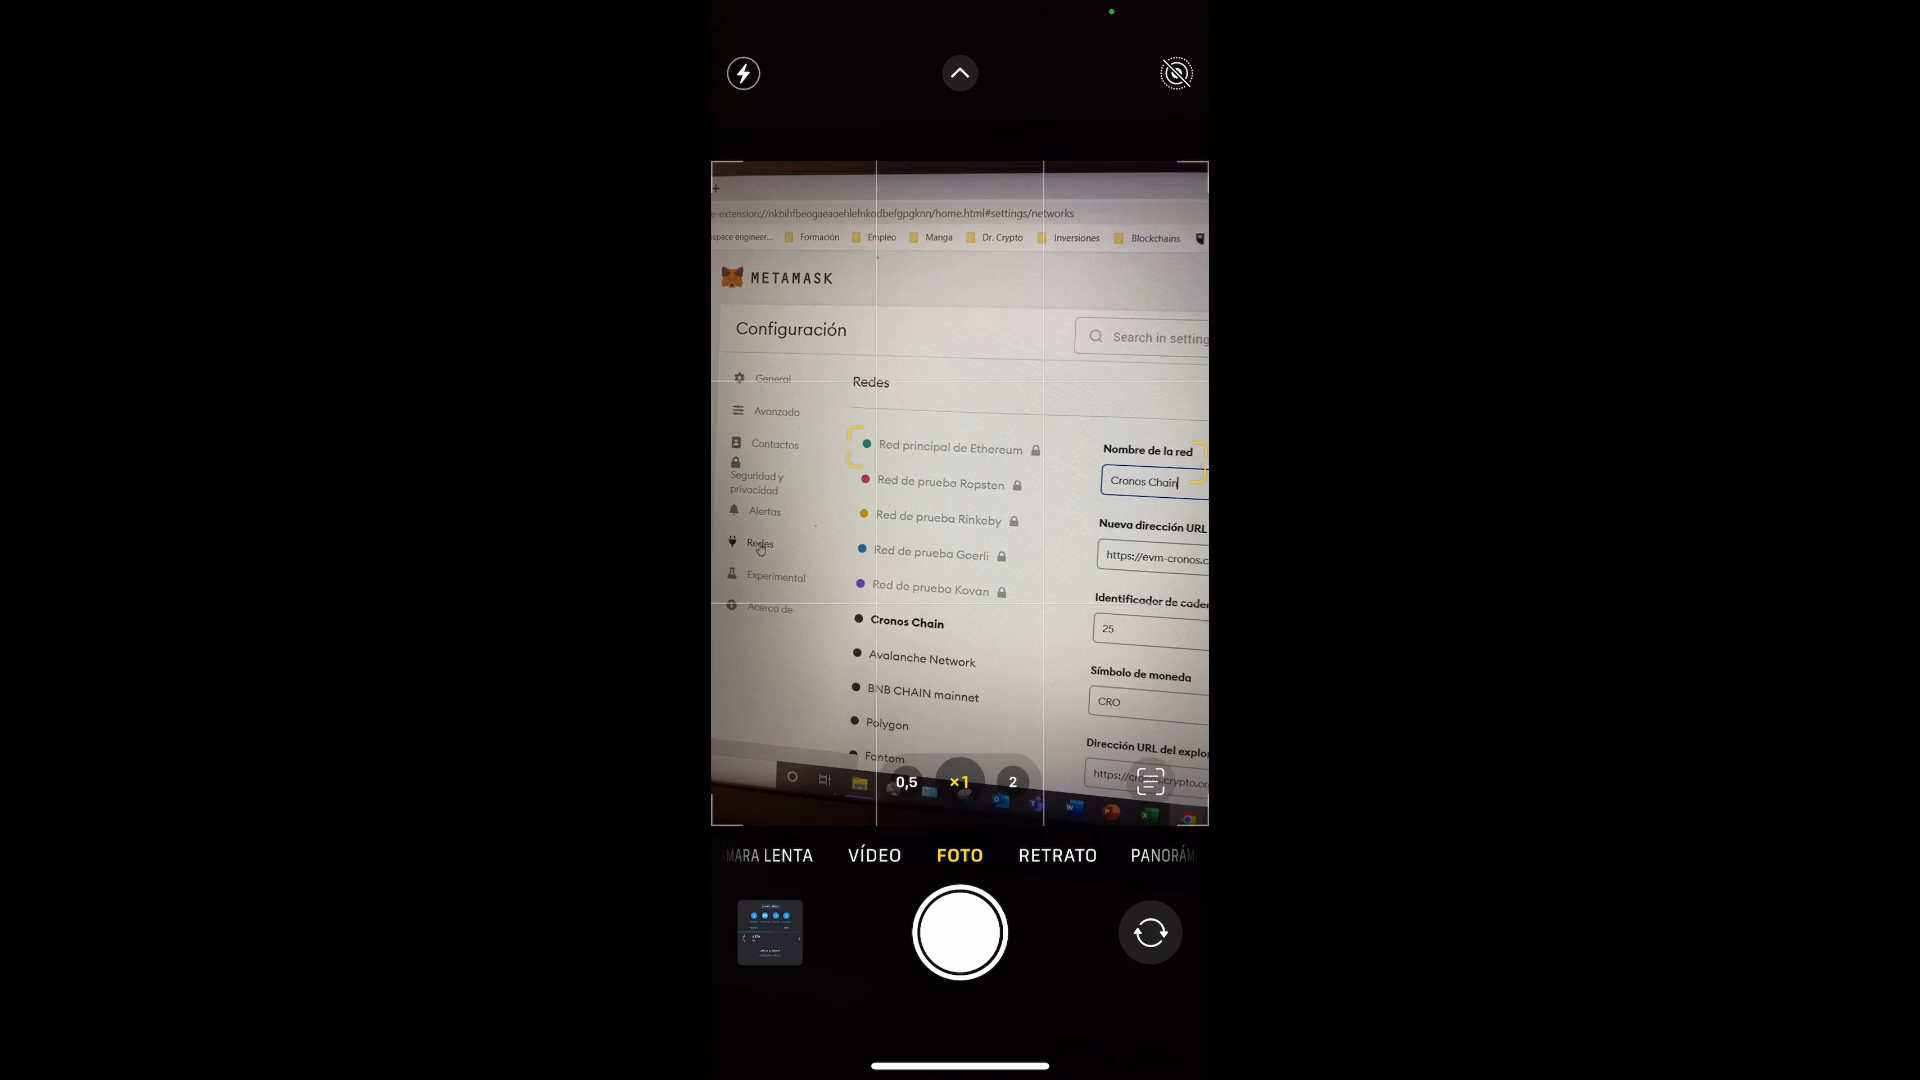 e-extension://nkbihfbeogaeaoehlefnkodbefgpgknn/home.html#settings/networks
space engineer... Formación Empleo Manga Dr. Crypto Inversiones Blockchains
METAMASK
Configuración
Search in setting
General
Avanzado
Contactos
Seguridad y
privacidad
Alertas
Redes
Experimental
Acerca de
Redes
Red principal de Ethereum
Red de prueba Ropsten
Red de prueba Rinkeby
Red de prueba Goerli
Red de prueba Kovan
Cronos Chain
Avalanche Network
BNB CHAIN mainnet
Polygon
Fantom
Nombre de la red
Cronos Chain
Nueva dirección URL
https://evm-cronos.c
Identificador de cade
25
Símbolo de moneda
CRO
Dirección URL del explo
0,5 ×1 2
MARA LENTA VÍDEO FOTO RETRATO PANORÁM